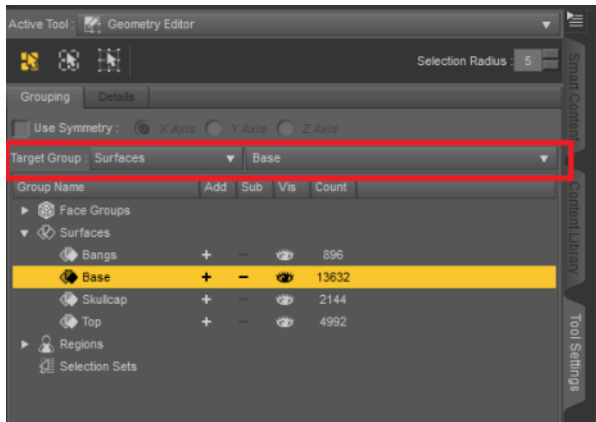 Active Tool : Geometry Editor
Selection Radius : 5
Grouping Details
Use Symmetry : X Axis Y Axis Z Axis
Target Group : Surfaces Base
Group Name Add Sub Vis Count
Face Groups
Surfaces
Bangs + − 896
Base + − 13632
Skullcap + − 2144
Top + − 4992
Regions
Selection Sets
Smart Content
Content Library
Tool Settings